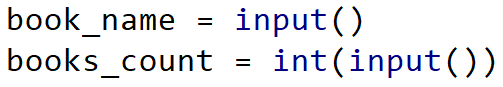 book_name = input()
books_count = int(input())